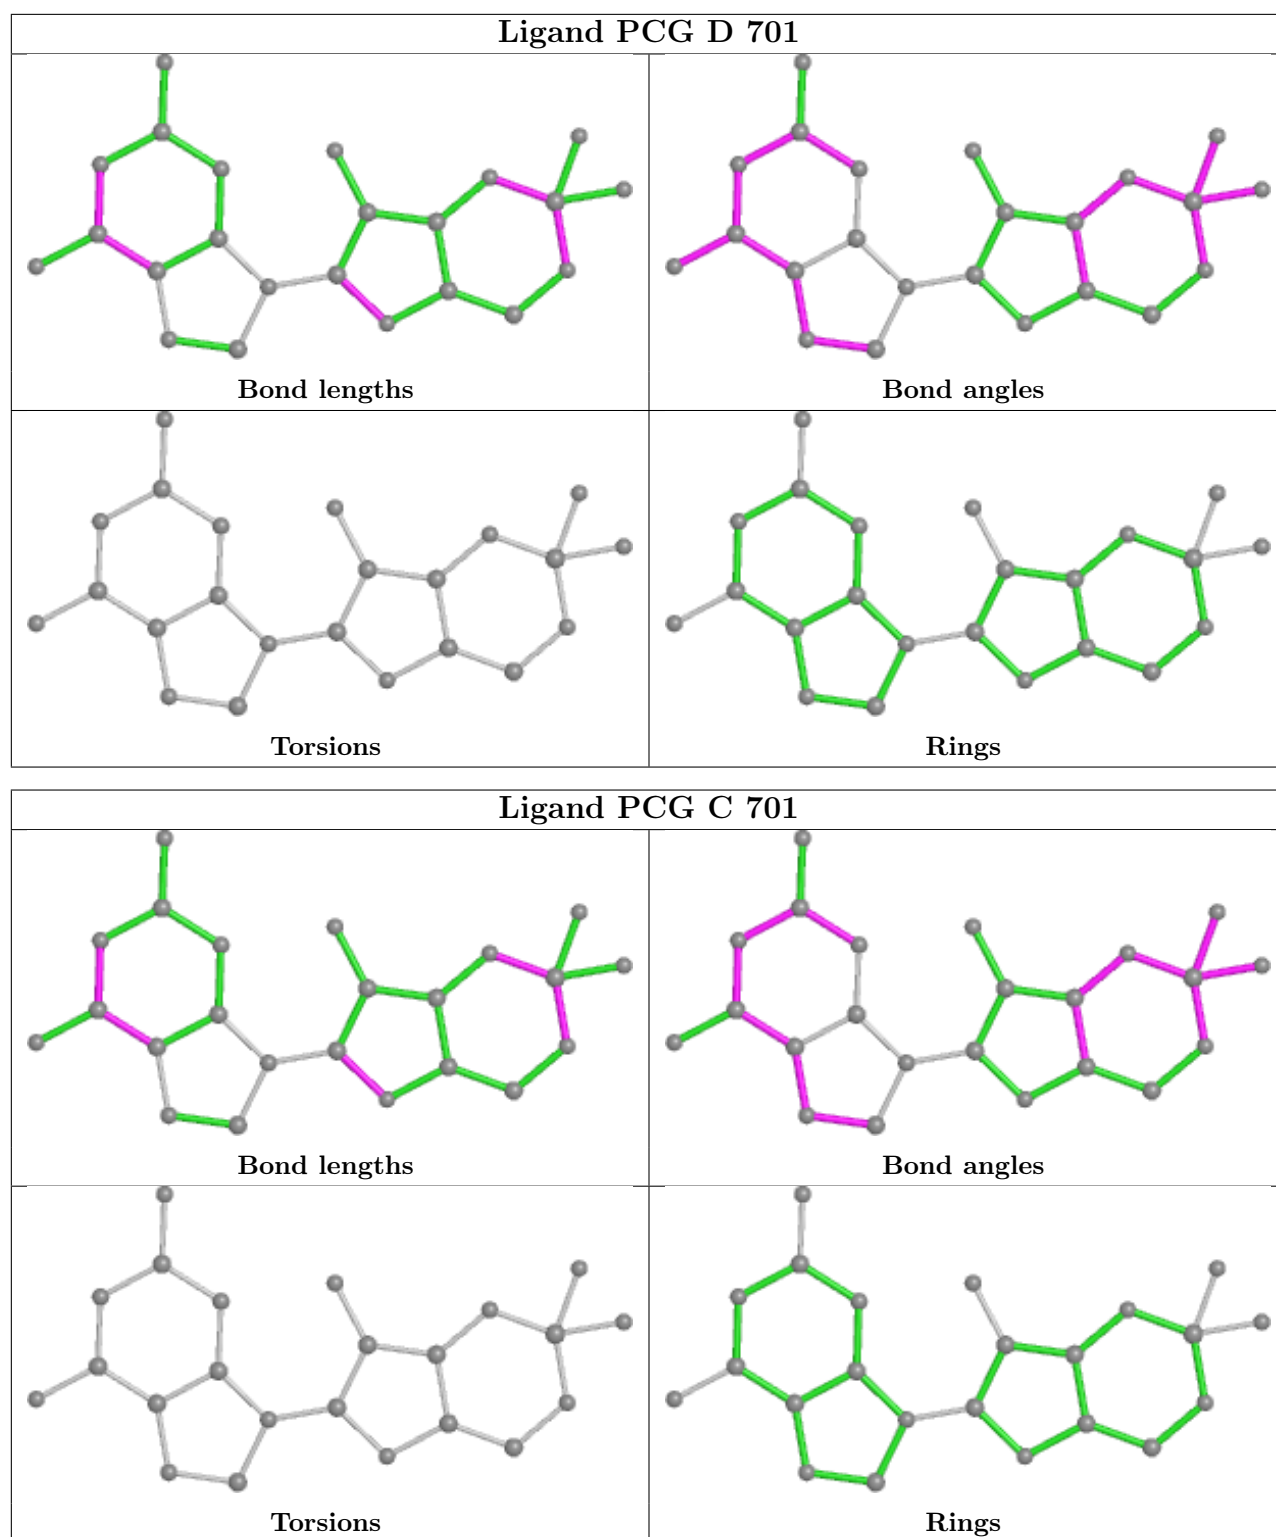 Ligand PCG D 701
Bond lengths
Bond angles
Torsions
Rings
Ligand PCG C 701
Bond lengths
Bond angles
Torsions
Rings